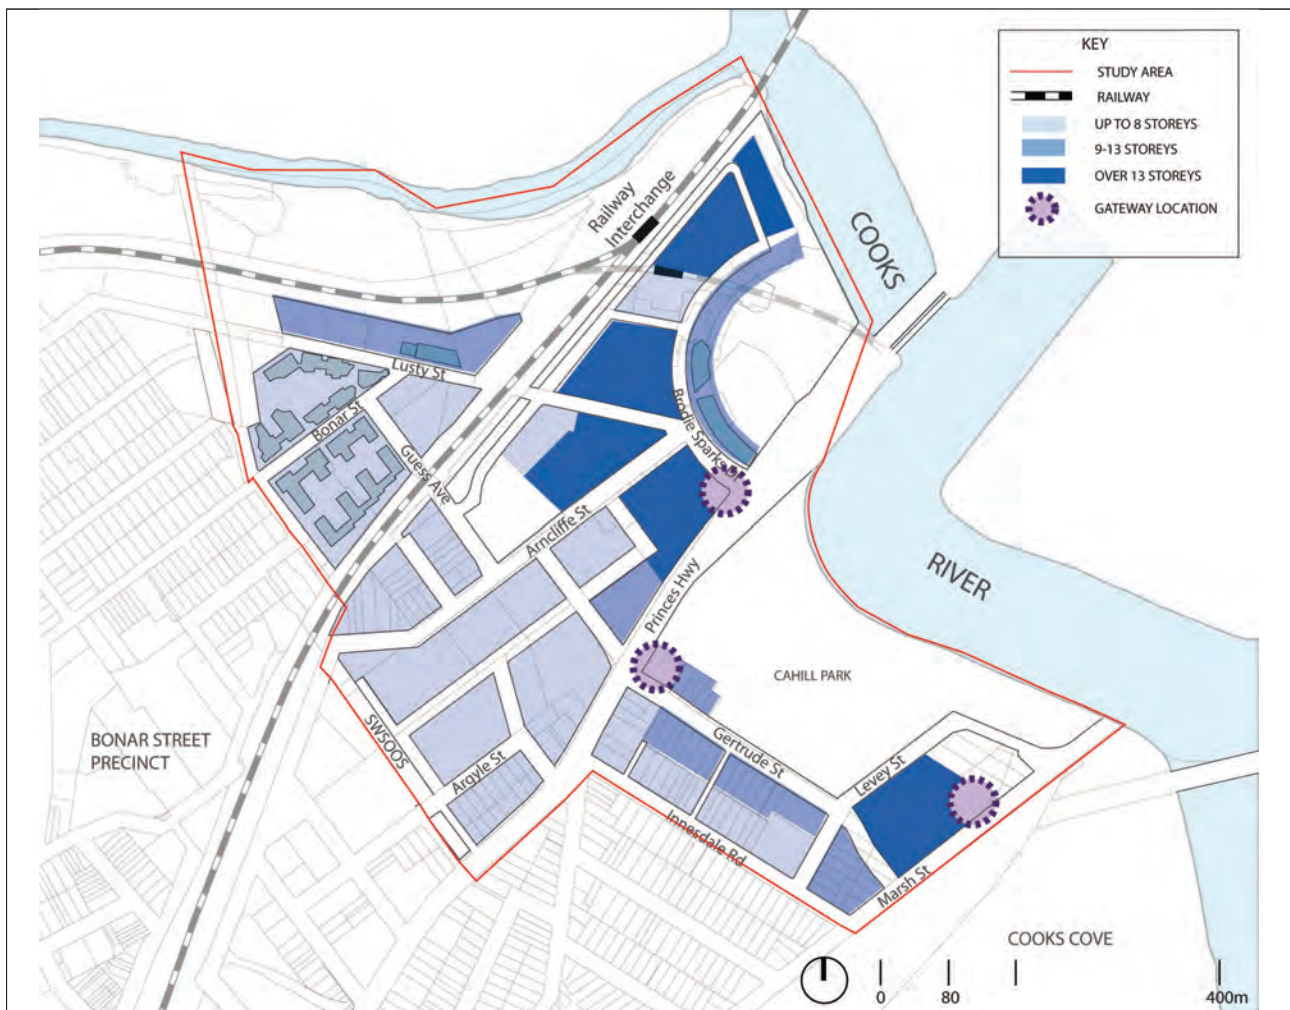 KEY
STUDY AREA
RAILWAY
UP TO 8 STOREYS
9-13 STOREYS
OVER 13 STOREYS
GATEWAY LOCATION
Railway
Interchange
COOKS
Lusty St
Bonar St
Guess Ave
Brodie Sparks Dr
Arncliffe St
RIVER
Princes Hwy
CAHILL PARK
BONAR STREET
PRECINCT
SWSOOS
Argyle St
Gertrude St
Levey St
Innesdale Rd
Marsh St
COOKS COVE
0
80
400m